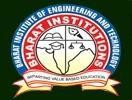 BHARAT INSTITUTE OF ENGINEERING AND TECHNOLOGY
BHARAT INSTITUTIONS
IMPARTING VALUE BASED EDUCATION